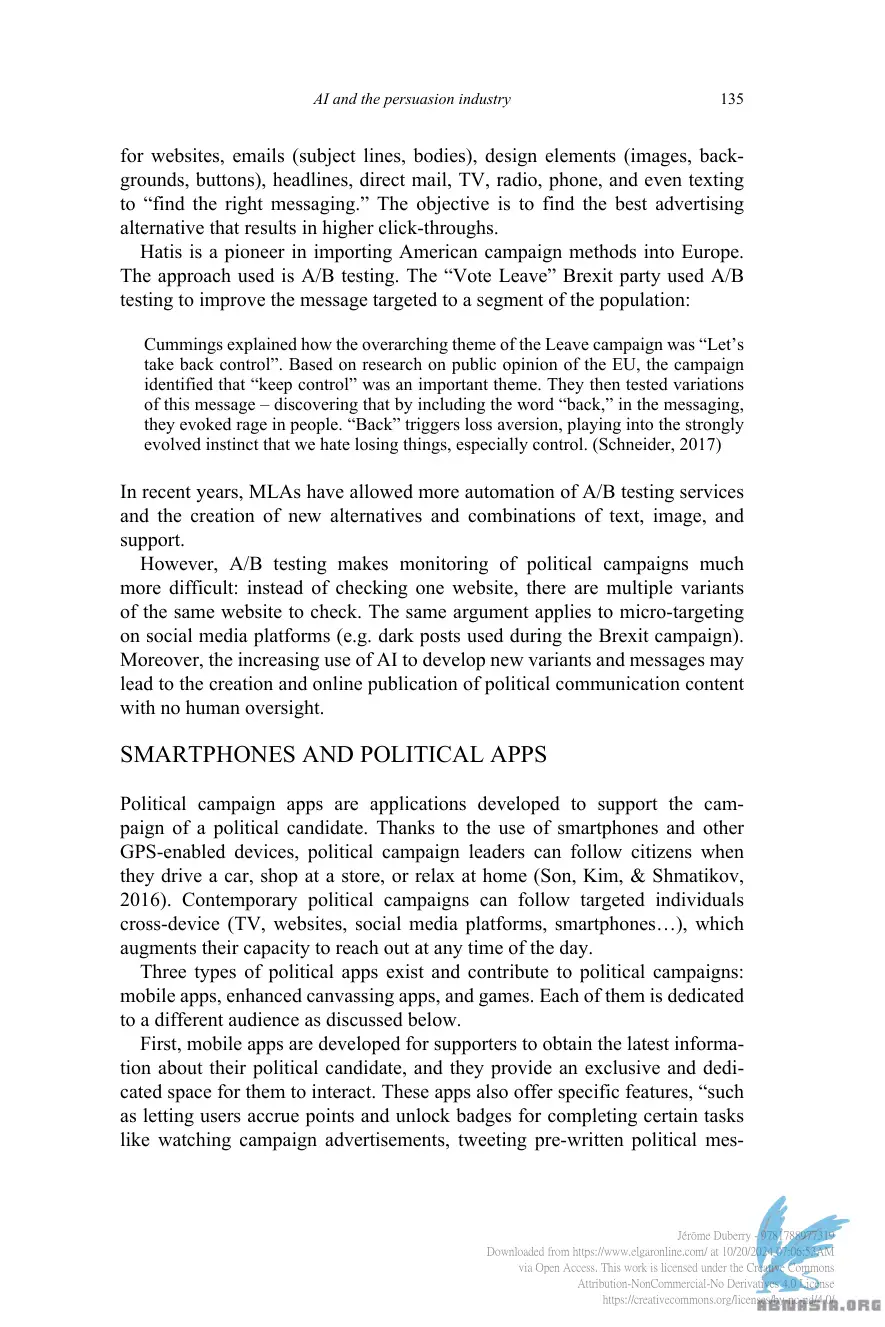 AI and the persuasion industry 135
for websites, emails (subject lines, bodies), design elements (images, back-
grounds, buttons), headlines, direct mail, TV, radio, phone, and even texting
to “find the right messaging.” The objective is to find the best advertising
alternative that results in higher click-throughs.
Hatis is a pioneer in importing American campaign methods into Europe.
The approach used is A/B testing. The “Vote Leave” Brexit party used A/B
testing to improve the message targeted to a segment of the population:
Cummings explained how the overarching theme of the Leave campaign was “Let’s
take back control”. Based on research on public opinion of the EU, the campaign
identified that “keep control” was an important theme. They then tested variations
of this message – discovering that by including the word “back,” in the messaging,
they evoked rage in people. “Back” triggers loss aversion, playing into the strongly
evolved instinct that we hate losing things, especially control. (Schneider, 2017)
In recent years, MLAs have allowed more automation of A/B testing services
and the creation of new alternatives and combinations of text, image, and
support.
However, A/B testing makes monitoring of political campaigns much
more difficult: instead of checking one website, there are multiple variants
of the same website to check. The same argument applies to micro-targeting
on social media platforms (e.g. dark posts used during the Brexit campaign).
Moreover, the increasing use of AI to develop new variants and messages may
lead to the creation and online publication of political communication content
with no human oversight.
SMARTPHONES AND POLITICAL APPS
Political campaign apps are applications developed to support the cam-
paign of a political candidate. Thanks to the use of smartphones and other
GPS-enabled devices, political campaign leaders can follow citizens when
they drive a car, shop at a store, or relax at home (Son, Kim, & Shmatikov,
2016). Contemporary political campaigns can follow targeted individuals
cross-device (TV, websites, social media platforms, smartphones…), which
augments their capacity to reach out at any time of the day.
Three types of political apps exist and contribute to political campaigns:
mobile apps, enhanced canvassing apps, and games. Each of them is dedicated
to a different audience as discussed below.
First, mobile apps are developed for supporters to obtain the latest informa-
tion about their political candidate, and they provide an exclusive and dedi-
cated space for them to interact. These apps also offer specific features, “such
as letting users accrue points and unlock badges for completing certain tasks
like watching campaign advertisements, tweeting pre-written political mes-
Jérôme Duberry - 9781788977319
Downloaded from https://www.elgaronline.com/ at 10/20/2024 07:06:52AM
via Open Access. This work is licensed under the Creative Commons
Attribution-NonCommercial-No Derivatives 4.0 License
https://creativecommons.org/licenses/by-nc-nd/4.0/
ABNASIA.ORG